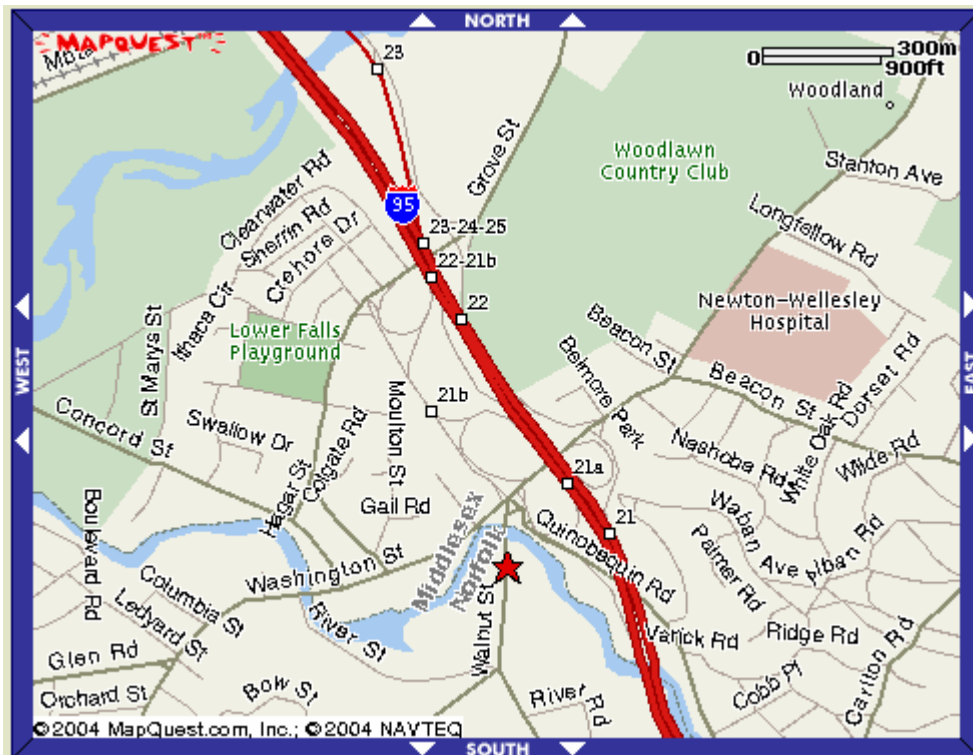 NORTH
MAPQUEST
23
0
300m
900ft
Woodland
Grove St
Woodlawn
Country Club
Stanton Ave
Clearwater Rd
95
Sherrin Rd
Longfellow Rd
Crehore Dr
23-24-25
22-21b
Newton-Wellesley
Hospital
22
WEST
EAST
Ithaca Cir
St Marys St
Lower Falls
Playground
Beacon St
Belmore Park
Beacon St
Dorset Rd
White Oak Rd
21b
Moulton St
Concord St
Swallow Dr
Colgate Rd
Hagar St
Nashoba Rd
Wilde Rd
21a
Gail Rd
Boulevard Rd
Middlesex
Norfolk
Quinobequin Rd
21
Waban Ave
Palmer Rd
Washington St
Columbia St
Ledyard St
River St
Walnut St
Varick Rd
Ridge Rd
Carlton Rd
Glen Rd
Cobb Pl
Orchard St
Bow St
River Rd
©2004 MapQuest.com, Inc.; ©2004 NAVTEQ
SOUTH